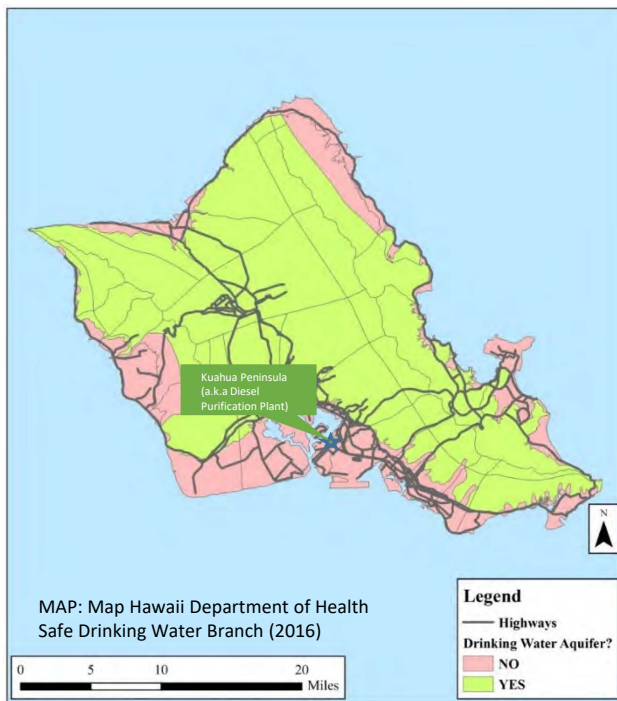 Kuahua Peninsula
(a.k.a Diesel
Purification Plant)
N
MAP: Map Hawaii Department of Health
Safe Drinking Water Branch (2016)
0 5 10 20
Miles
Legend
Highways
Drinking Water Aquifer?
NO
YES